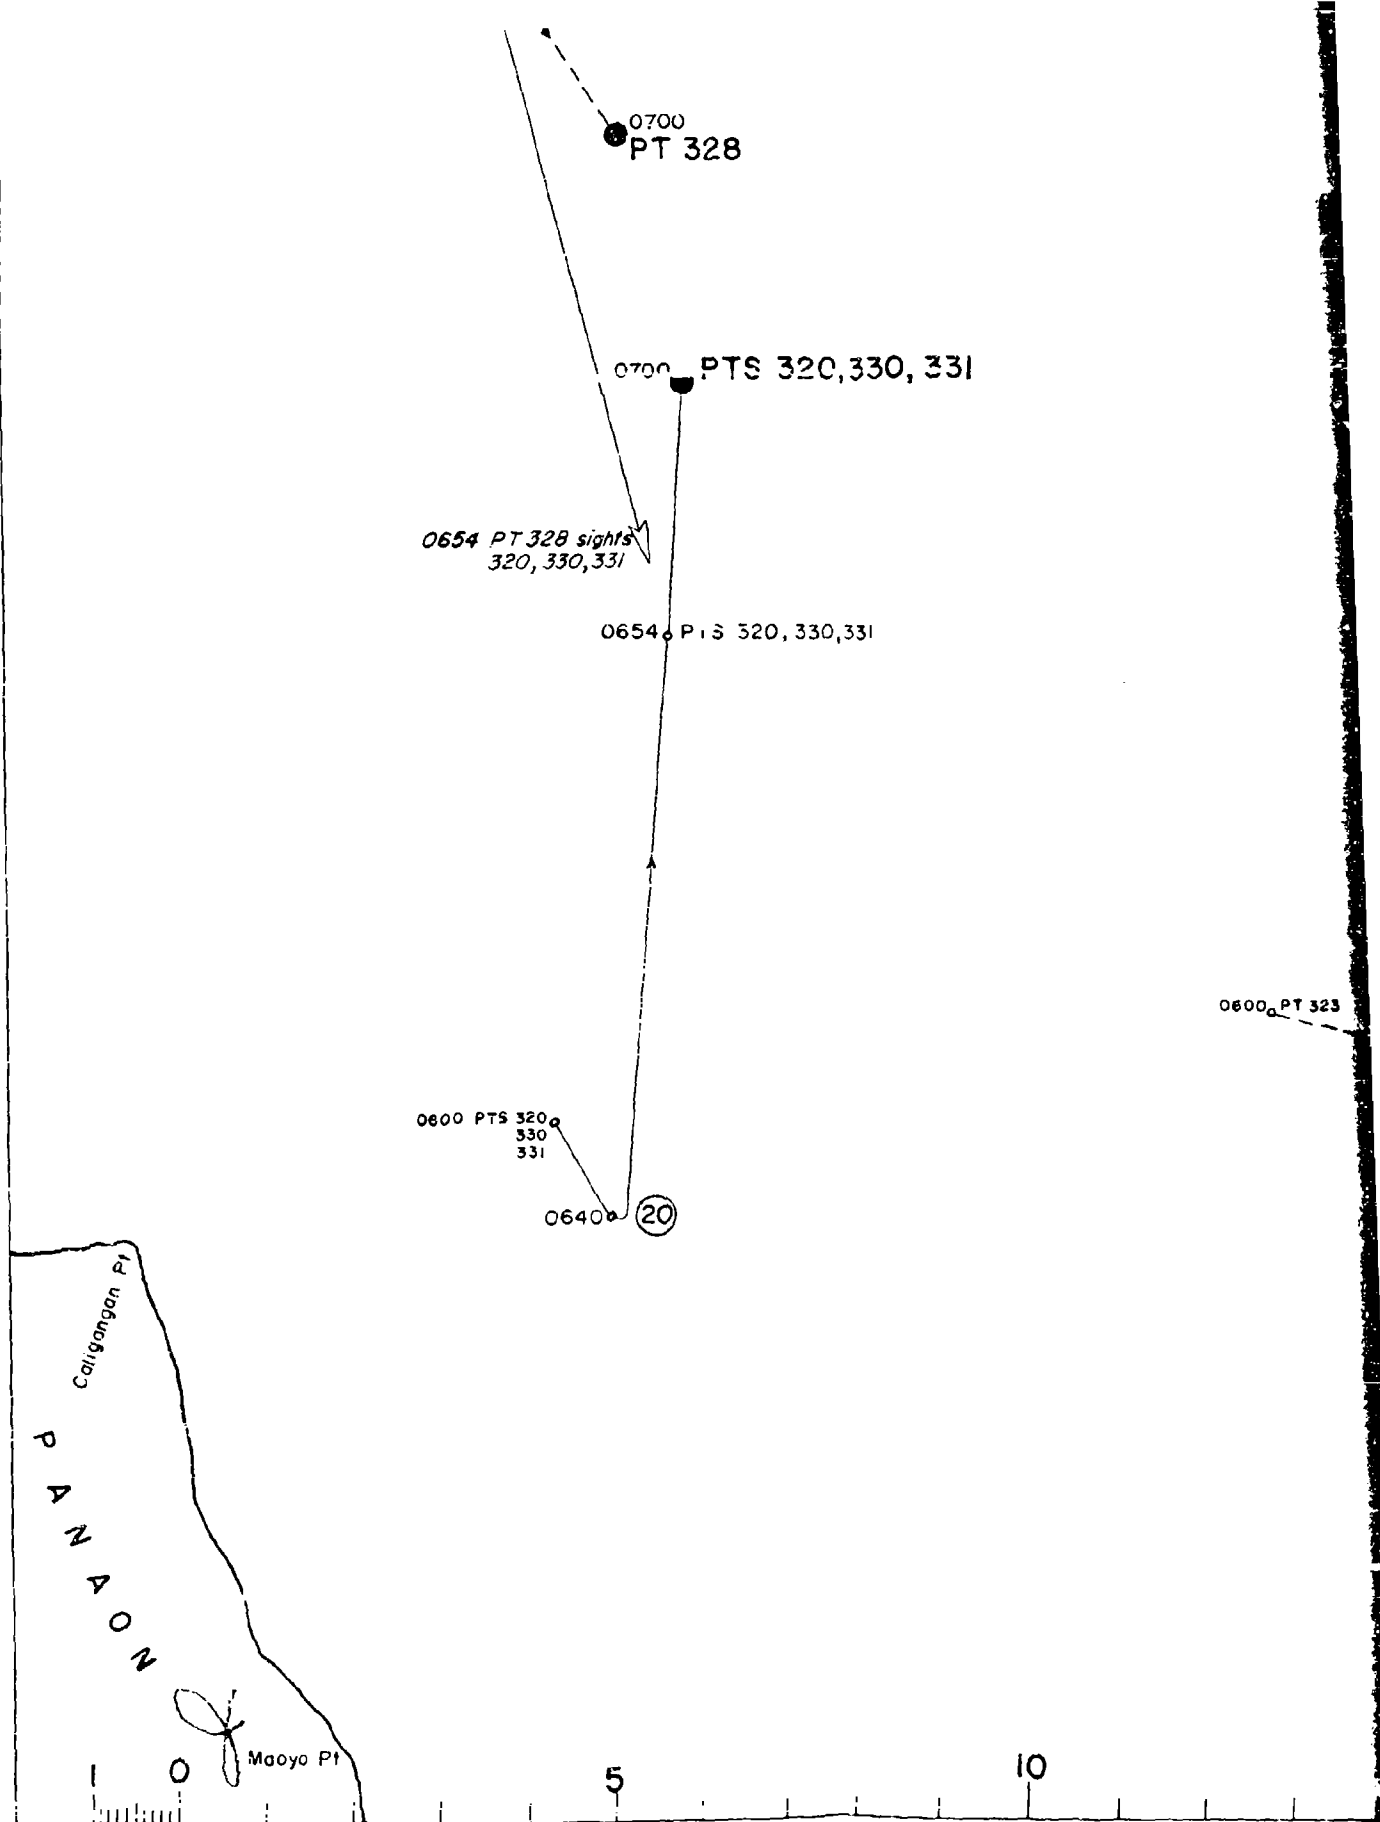 0700
PT 328
0700 PTS 320,330, 331
0654 PT 328 sights
320, 330, 331
0654 PTS 320, 330, 331
0600 PT 323
0600 PTS 320
330
331
0640 20
Caligangan Pt
PANAON
Maoyo Pt
1 0 5 10